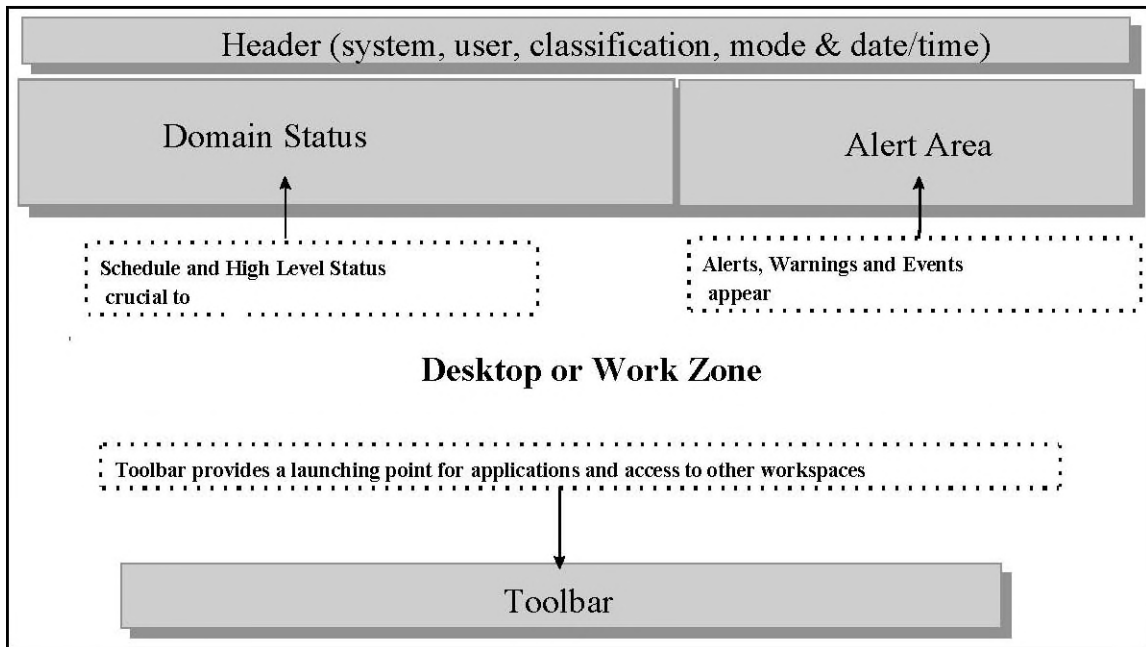 Header (system, user, classification, mode & date/time)
Domain Status
Alert Area
Schedule and High Level Status
crucial to
Alerts, Warnings and Events
appear
Desktop or Work Zone
Toolbar provides a launching point for applications and access to other workspaces
Toolbar